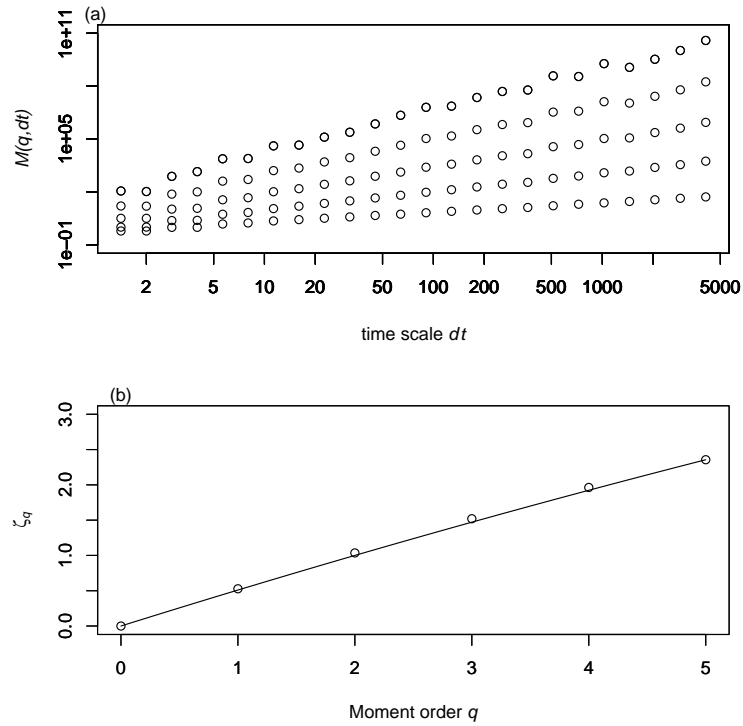 (a)
1e+11
1e+05
1e−01
M(q,dt)
2 5 10 20 50 100 200 500 1000 5000
time scale dt
(b)
3.0
2.0
1.0
0.0
ζq
0 1 2 3 4 5
Moment order q